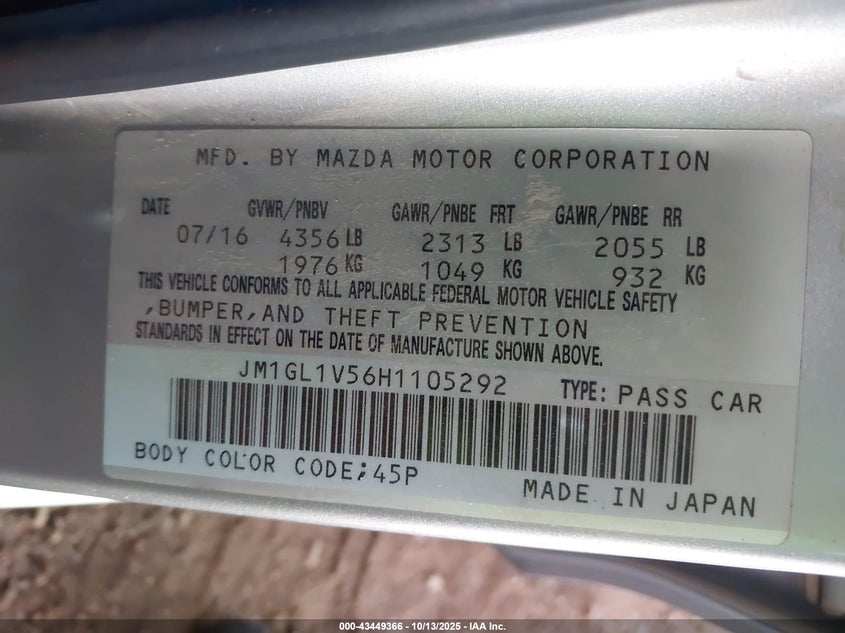 MFD. BY MAZDA MOTOR CORPORATION
DATE GVWR/PNBV GAWR/PNBE FRT GAWR/PNBE RR
07/16 4356 LB 2313 LB 2055 LB
1976 KG 1049 KG 932 KG
THIS VEHICLE CONFORMS TO ALL APPLICABLE FEDERAL MOTOR VEHICLE SAFETY
,BUMPER,AND THEFT PREVENTION
STANDARDS IN EFFECT ON THE DATE OF MANUFACTURE SHOWN ABOVE.
JM1GL1V56H1105292 TYPE: PASS CAR
BODY COLOR CODE;45P
MADE IN JAPAN
000-43449366 - 10/13/2025 - IAA Inc.